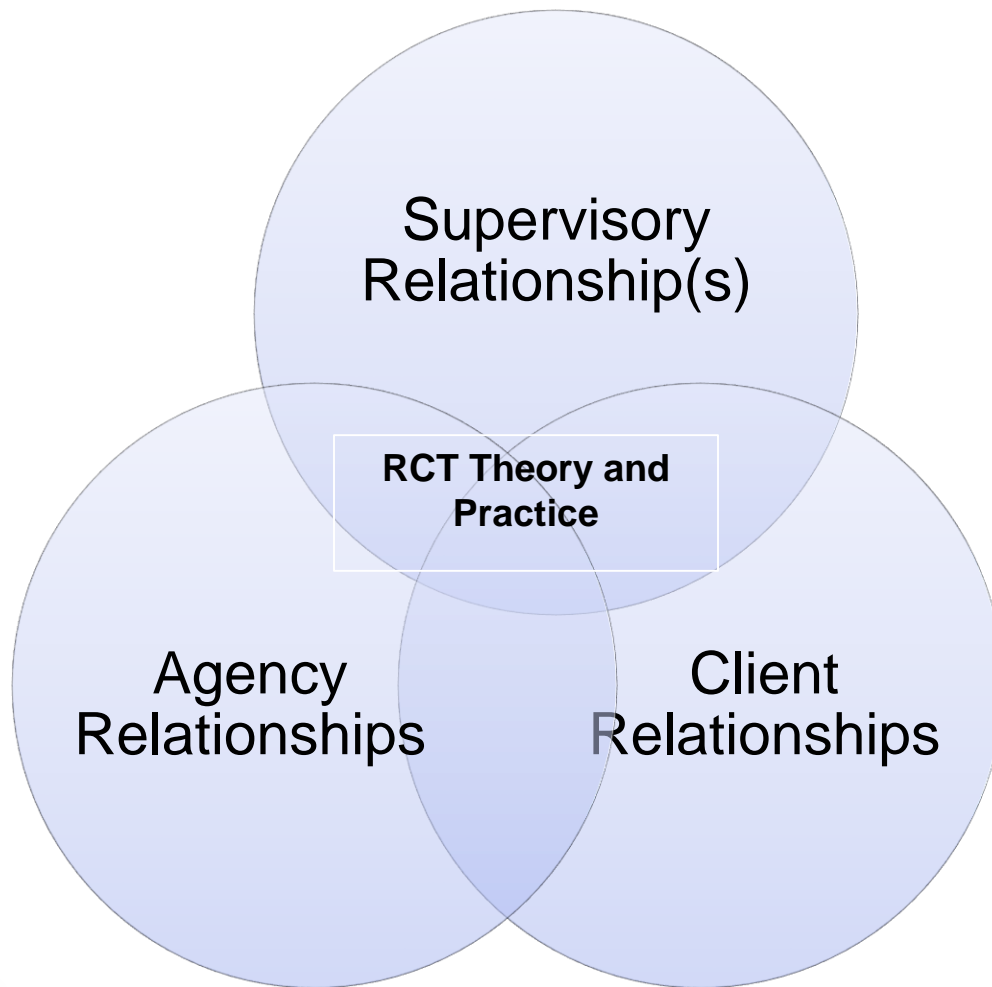 Supervisory
Relationship(s)
RCT Theory and
Practice
Agency
Relationships
Client
Relationships